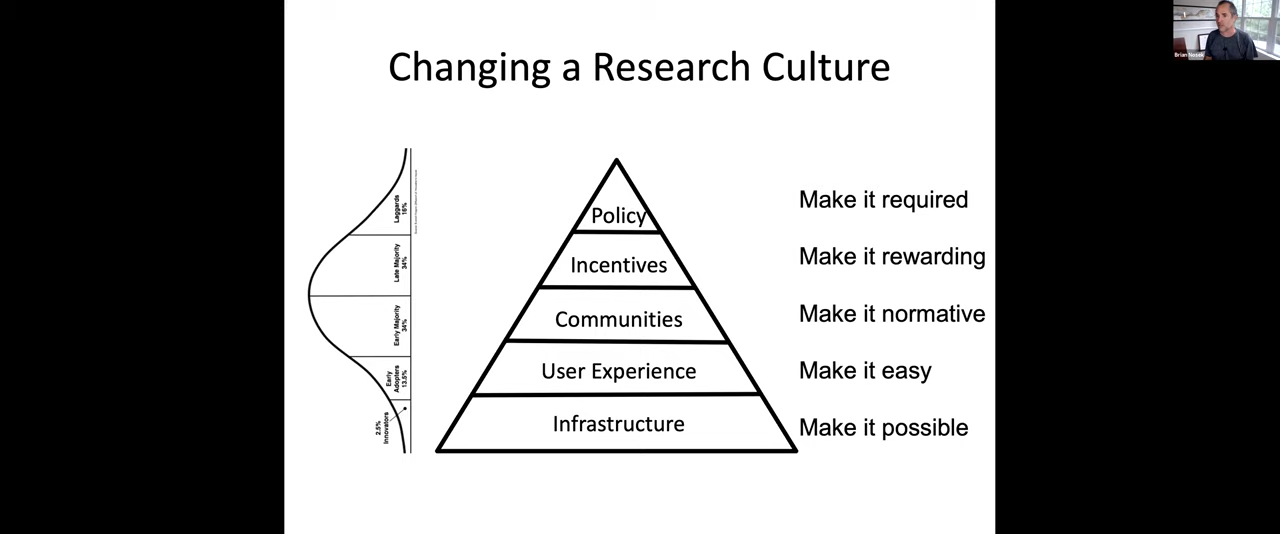 Changing a Research Culture
Brian Nosek
Laggards
16%
Late Majority
34%
Early Majority
34%
Early
Adopters
13.5%
2.5%
Innovators
Policy
Incentives
Communities
User Experience
Infrastructure
Make it required
Make it rewarding
Make it normative
Make it easy
Make it possible